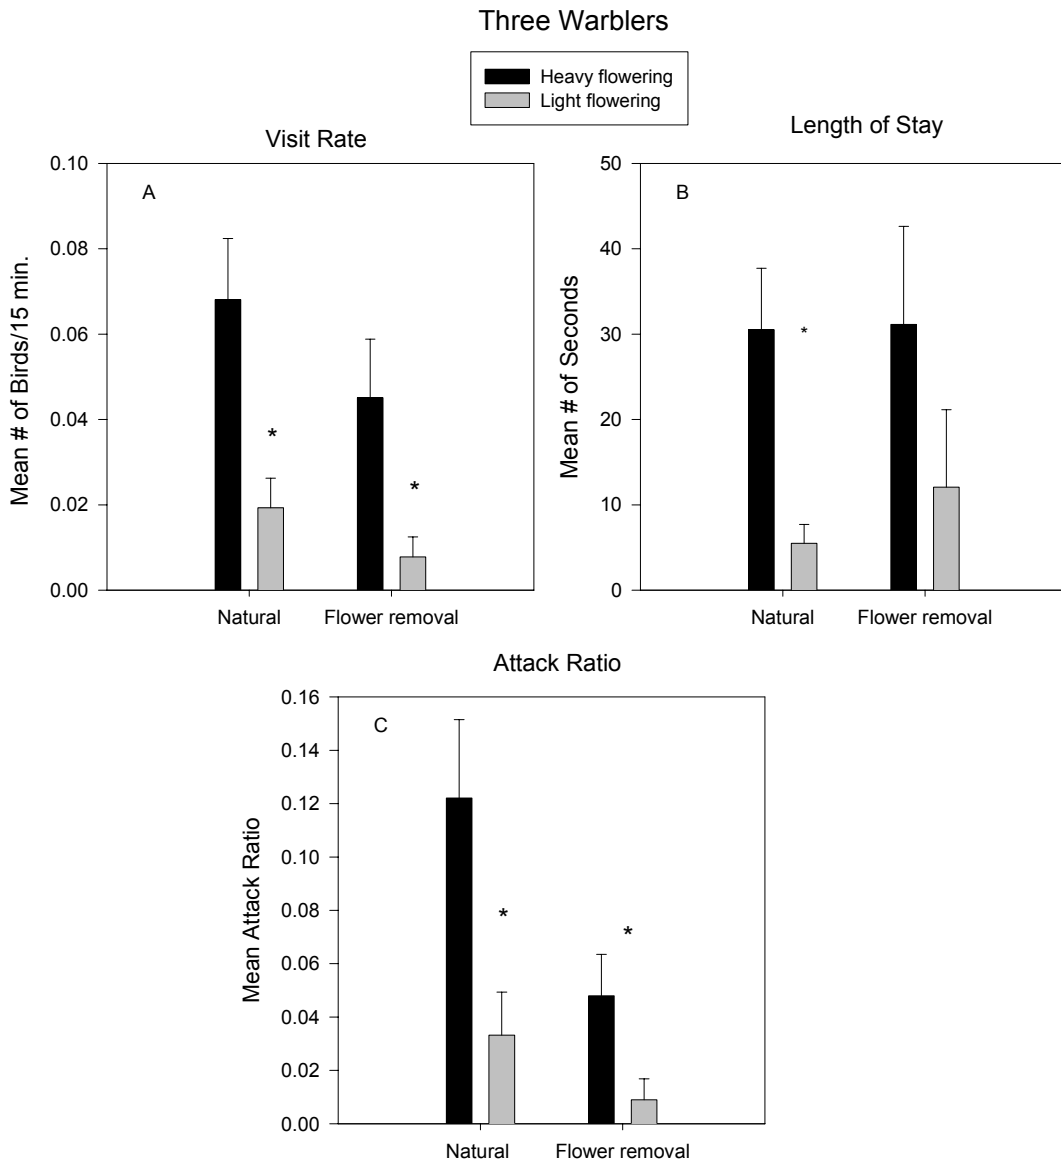 Three Warblers
Heavy flowering
Light flowering
Visit Rate
A
Mean # of Birds/15 min.
0.10
0.08
0.06
0.04
0.02
0.00
*
*
Natural Flower removal
Length of Stay
B
Mean # of Seconds
50
40
30
20
10
0
*
Natural Flower removal
Attack Ratio
C
Mean Attack Ratio
0.16
0.14
0.12
0.10
0.08
0.06
0.04
0.02
0.00
*
*
Natural Flower removal